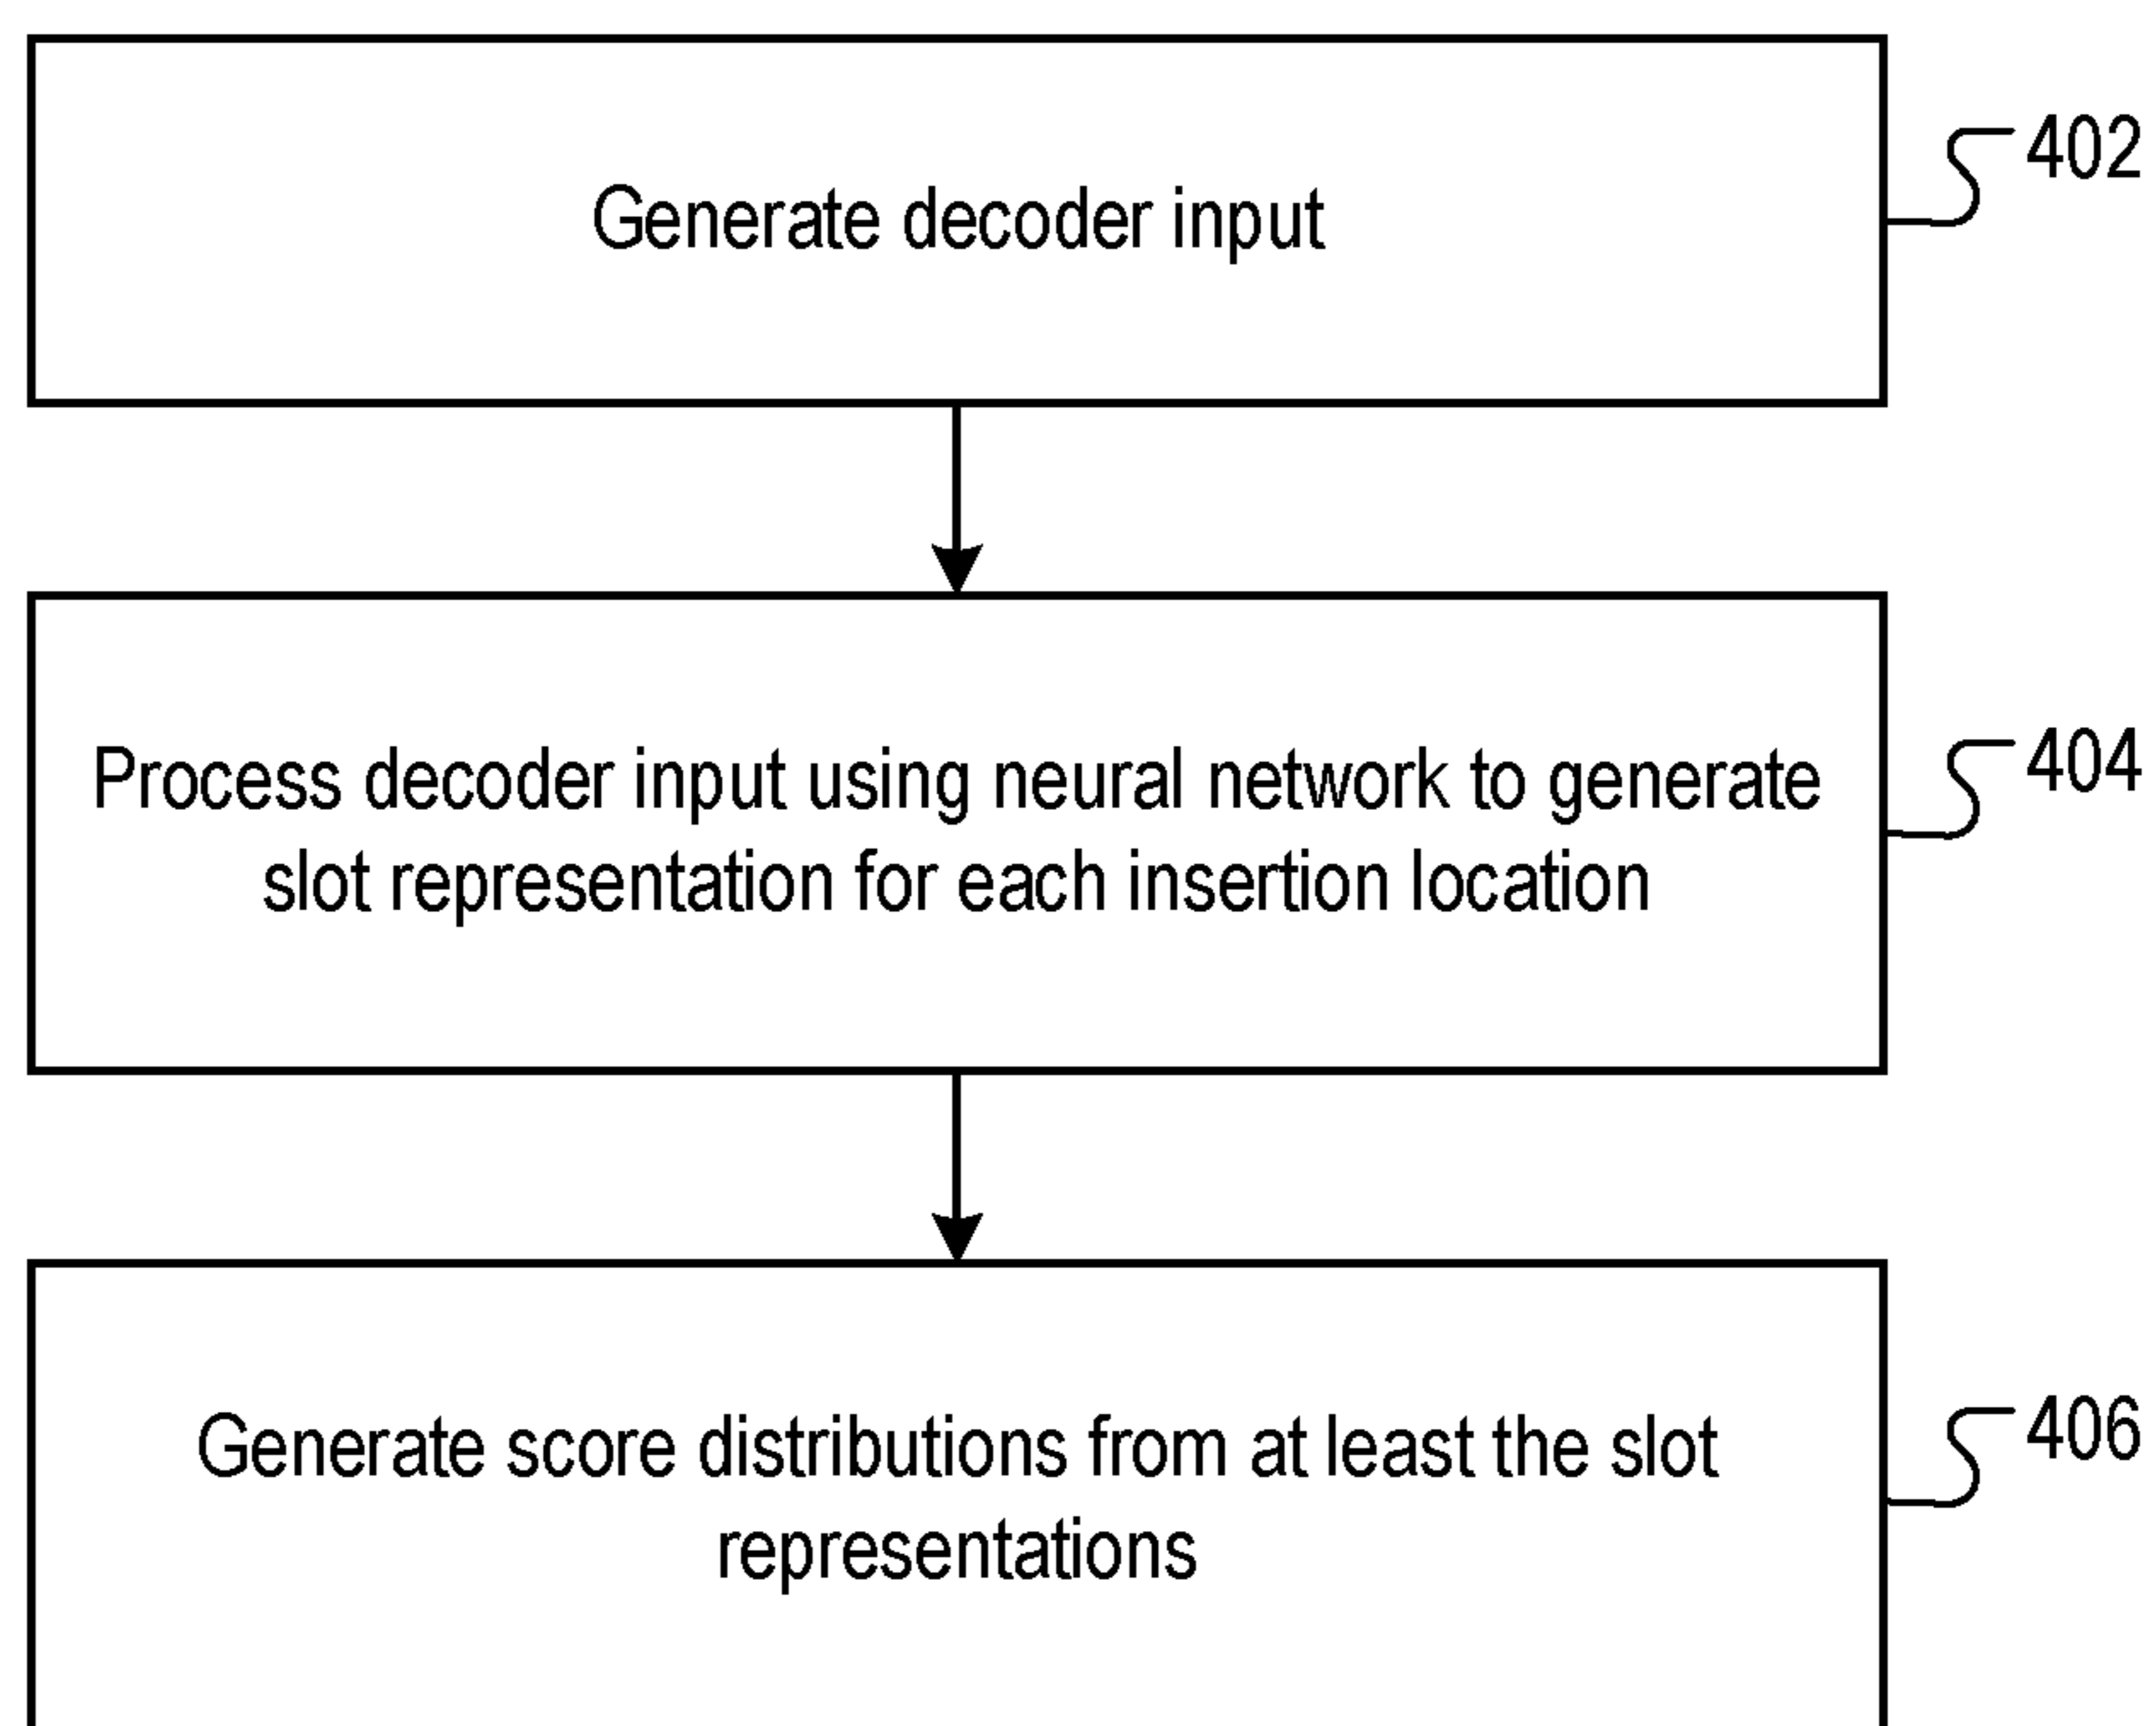 Generate decoder input
402
Process decoder input using neural network to generate
slot representation for each insertion location
404
Generate score distributions from at least the slot
representations
406